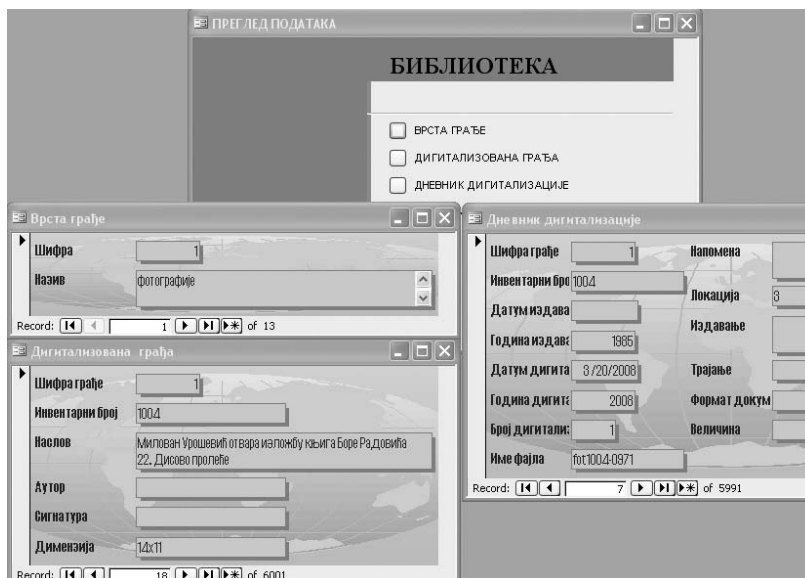 ПРЕГЛЕД ПОДАТАКА
БИБЛИОТЕКА
ВРСТА ГРАЂЕ
ДИГИТАЛИЗОВАНА ГРАЂА
ДНЕВНИК ДИГИТАЛИЗАЦИЈЕ
Врста грађе
Шифра 1
Назив фотографије
Record: 1 of 13
Дигитализована грађа
Шифра грађе 1
Инвентарни број 1004
Наслов Милован Урошевић отвара изложбу књига Боре Радовића
22. Дисово пролеће
Аутор
Сигнатура
Димензија 14x11
Record: 18 of 6001
Дневник дигитализације
Шифра грађе 1 Напомена
Инвентарни бро 1004
Локација 3
Датум издава
Издавање
Година издава 1985
Датум дигита 3/20/2008 Трајање
Година дигита 2008 Формат докум
Број дигитали 1 Величина
Име фајла fot1004-0971
Record: 7 of 5991